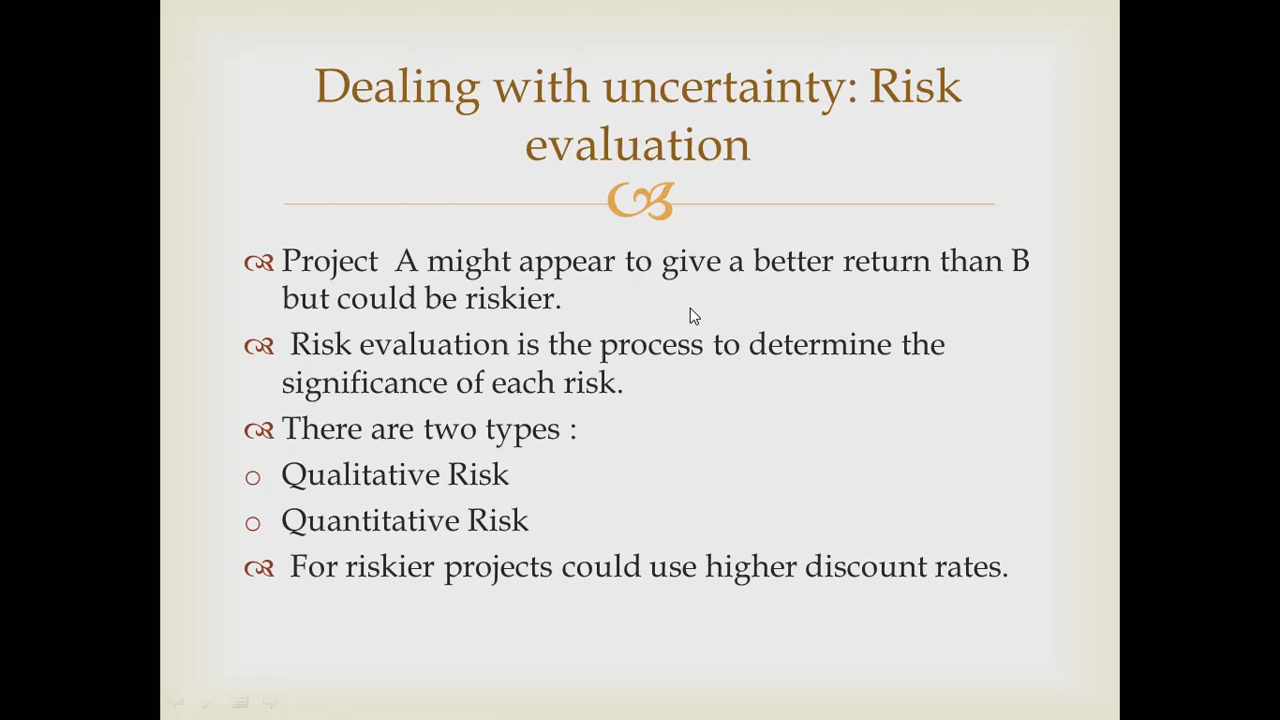 Dealing with uncertainty: Risk
evaluation
Project A might appear to give a better return than B
but could be riskier.
Risk evaluation is the process to determine the
significance of each risk.
There are two types :
Qualitative Risk
Quantitative Risk
For riskier projects could use higher discount rates.